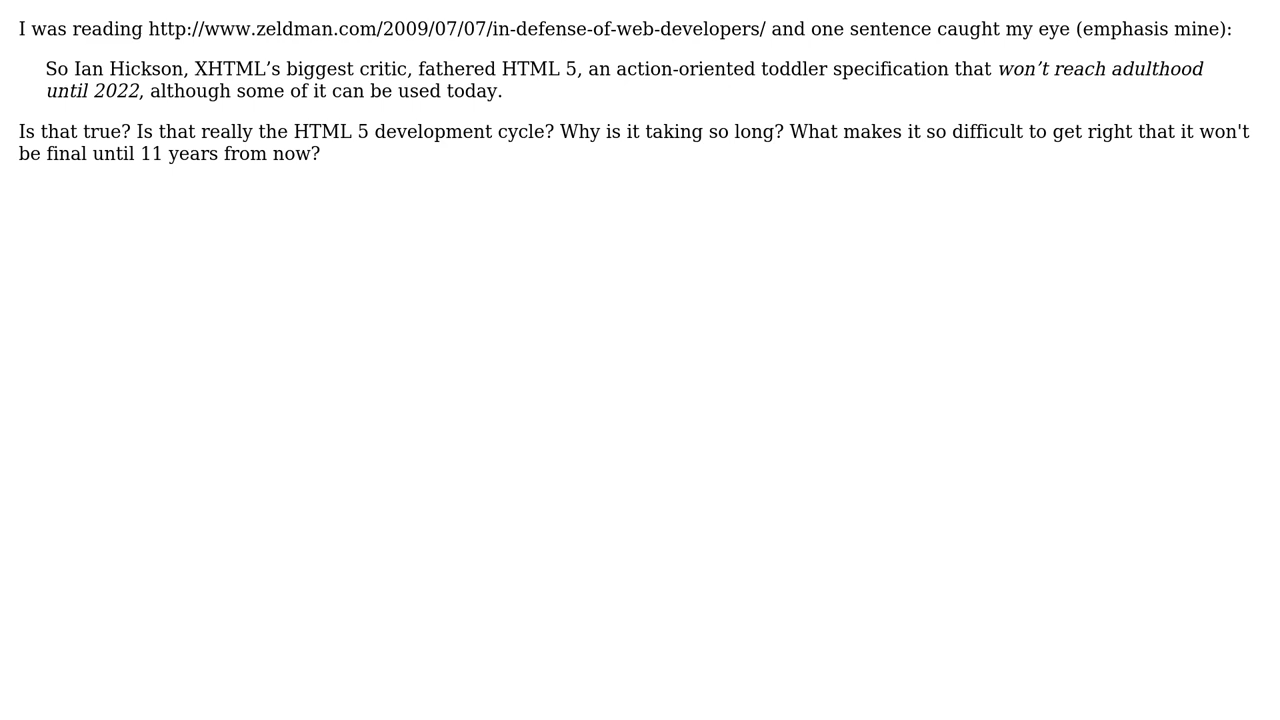 I was reading http://www.zeldman.com/2009/07/07/in-defense-of-web-developers/ and one sentence caught my eye (emphasis mine):
So Ian Hickson, XHTML’s biggest critic, fathered HTML 5, an action-oriented toddler specification that won’t reach adulthood
until 2022, although some of it can be used today.
Is that true? Is that really the HTML 5 development cycle? Why is it taking so long? What makes it so difficult to get right that it won't
be final until 11 years from now?